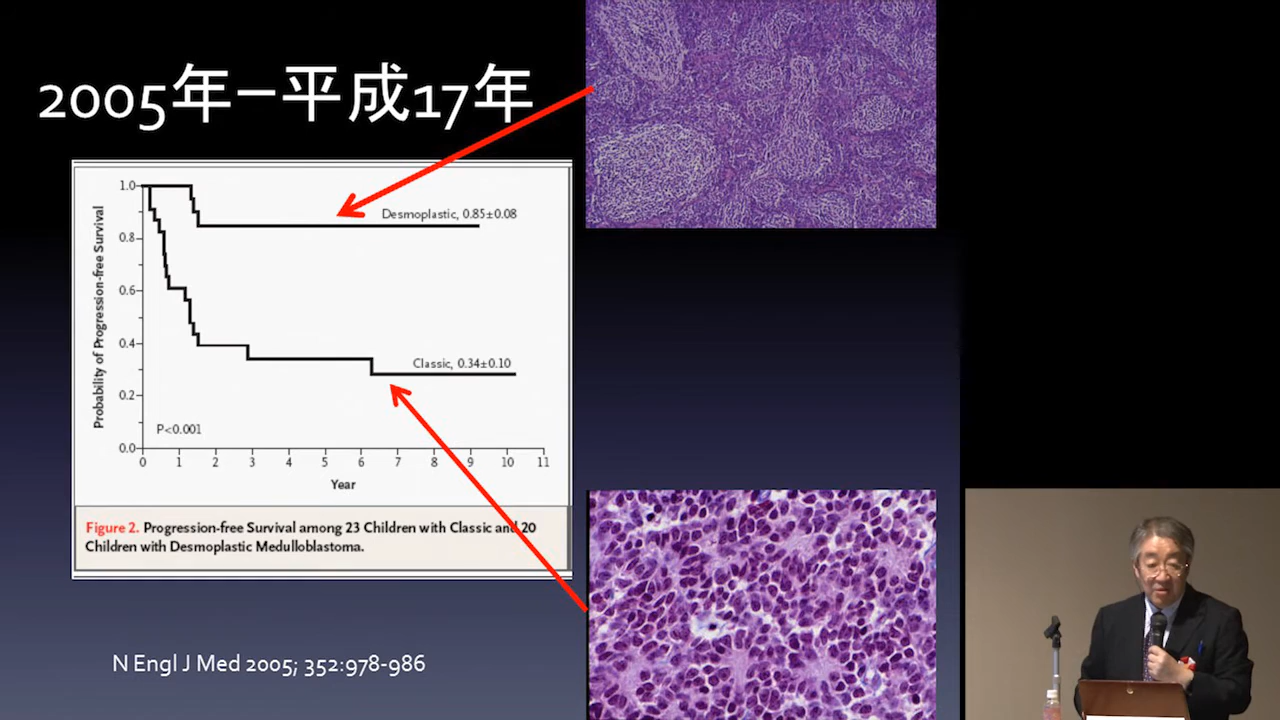 2005年−平成17年
1.0
0.8
0.6
0.4
0.2
0.0
Probability of Progression-free Survival
Desmoplastic, 0.85±0.08
Classic, 0.34±0.10
P<0.001
0 1 2 3 4 5 6 7 8 9 10 11
Year
Figure 2. Progression-free Survival among 23 Children with Classic and 20
Children with Desmoplastic Medulloblastoma.
N Engl J Med 2005; 352:978-986